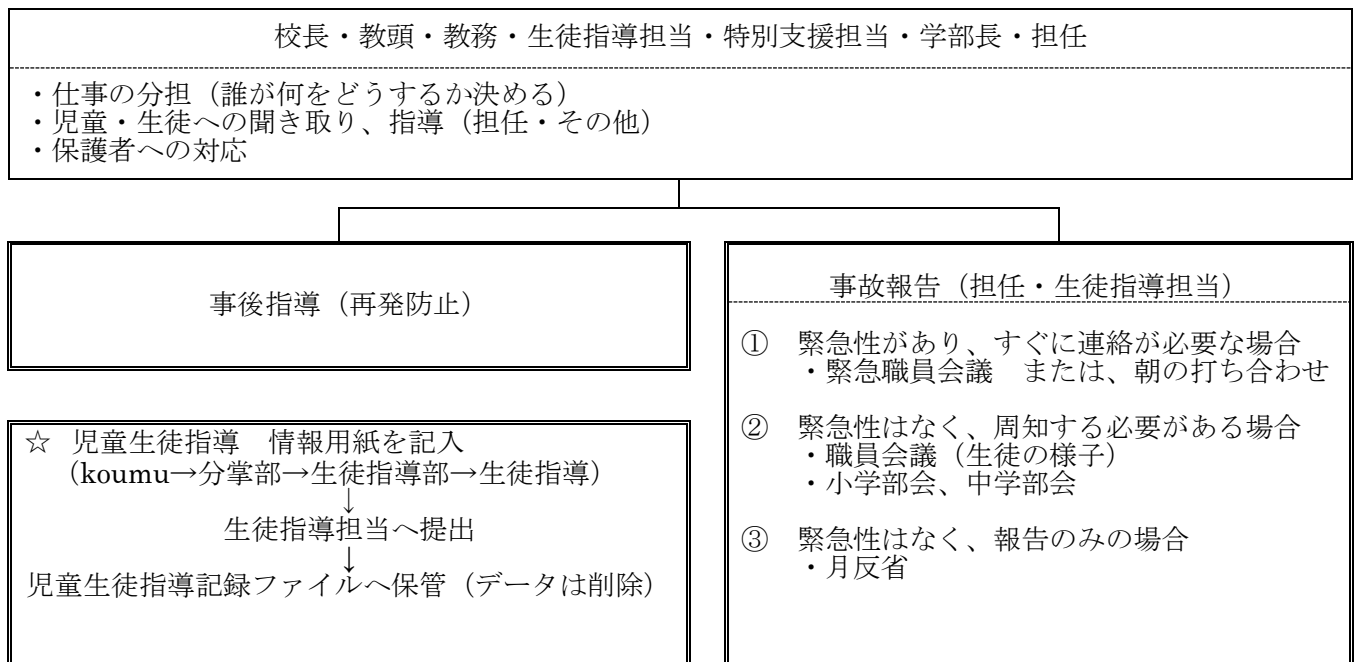 校長・教頭・教務・生徒指導担当・特別支援担当・学部長・担任
・仕事の分担（誰が何をどうするか決める）
・児童・生徒への聞き取り、指導（担任・その他）
・保護者への対応
事後指導（再発防止）
☆ 児童生徒指導　情報用紙を記入
（koumu→分掌部→生徒指導部→生徒指導）
↓
生徒指導担当へ提出
↓
児童生徒指導記録ファイルへ保管（データは削除）
事故報告（担任・生徒指導担当）
①　緊急性があり、すぐに連絡が必要な場合
・緊急職員会議　または、朝の打ち合わせ
②　緊急性はなく、周知する必要がある場合
・職員会議（生徒の様子）
・小学部会、中学部会
③　緊急性はなく、報告のみの場合
・月反省